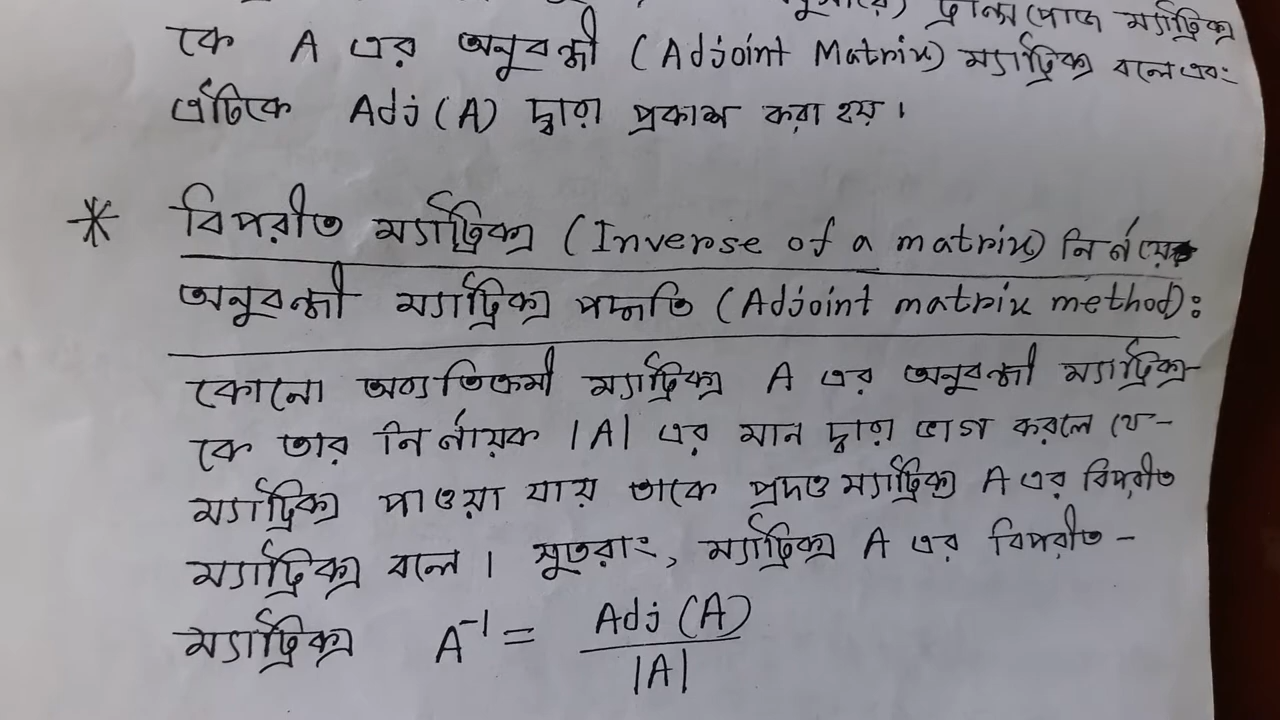 ট্রান্সপোজ ম্যাট্রিক্স
কে A এর অনুবন্ধী (Adjoint Matrix) ম্যাট্রিক্স বলে এবং
এটিকে Adj(A) দ্বারা প্রকাশ করা হয়।
* বিপরীত ম্যাট্রিক্স (Inverse of a matrix) নির্নয়ের
অনুবন্ধী ম্যাট্রিক্স পদ্ধতি (Adjoint matrix method):
কোনো অব্যতিক্রমী ম্যাট্রিক্স A এর অনুবন্ধী ম্যাট্রিক্স-
কে তার নির্নায়ক |A| এর মান দ্বারা ভাগ করলে যে-
ম্যাট্রিক্স পাওয়া যায় তাকে প্রদত্ত ম্যাট্রিক্স A এর বিপরীত
ম্যাট্রিক্স বলে। সুতরাং, ম্যাট্রিক্স A এর বিপরীত-
ম্যাট্রিক্স A⁻¹ = Adj(A) / |A|